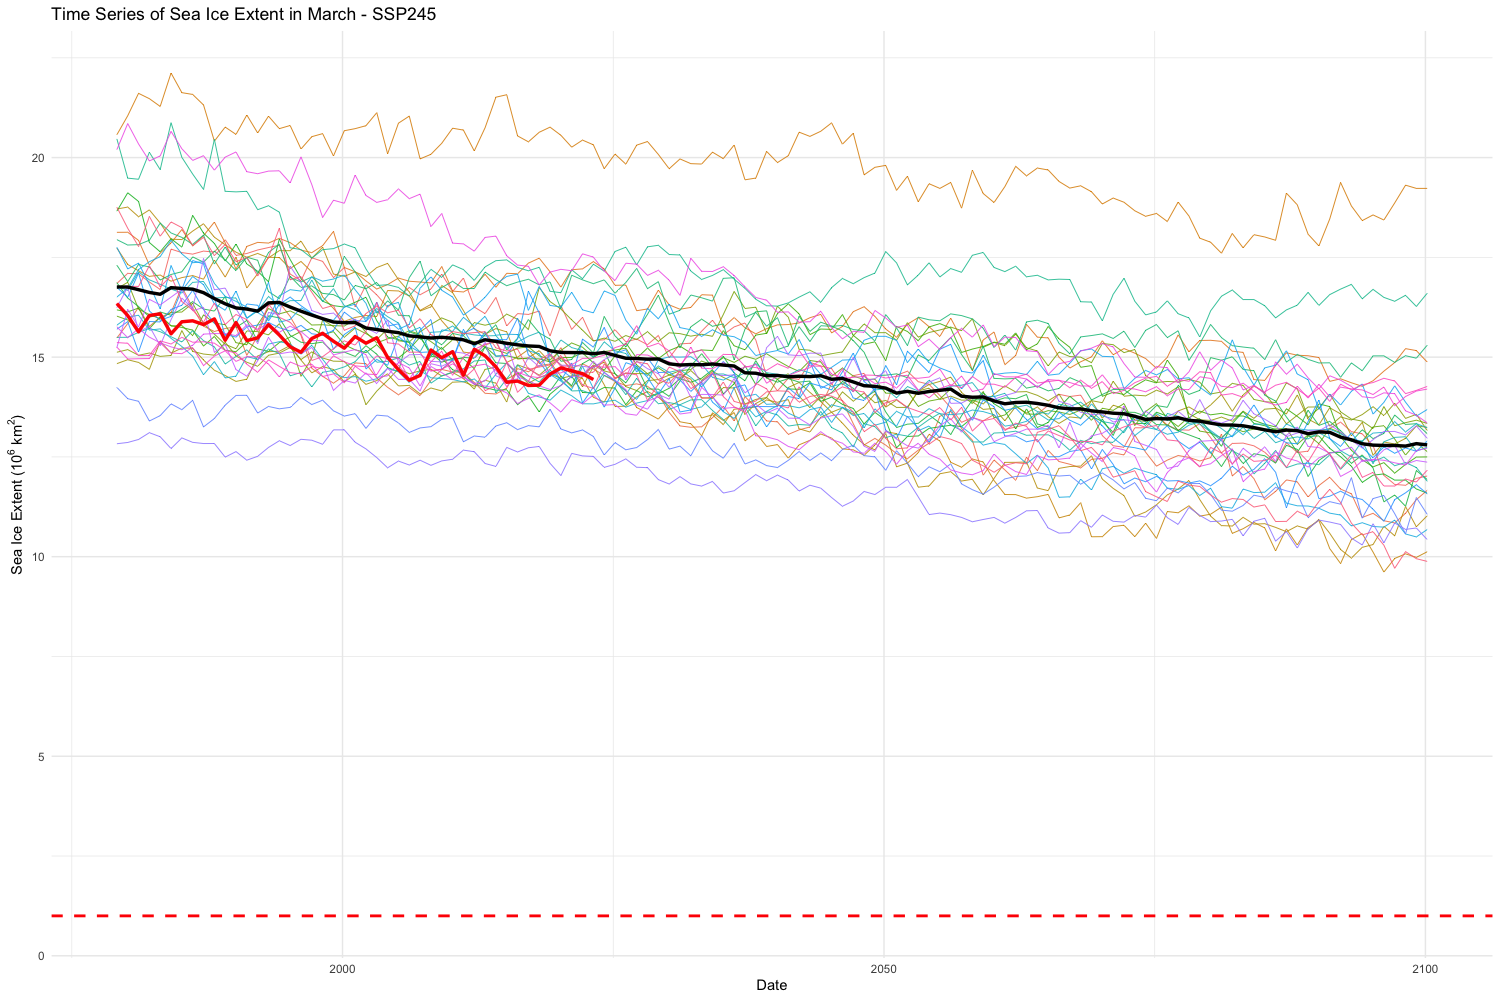 Time Series of Sea Ice Extent in March - SSP245
20
15
10
5
0
Sea Ice Extent (10⁶ km²)
2000
2050
2100
Date